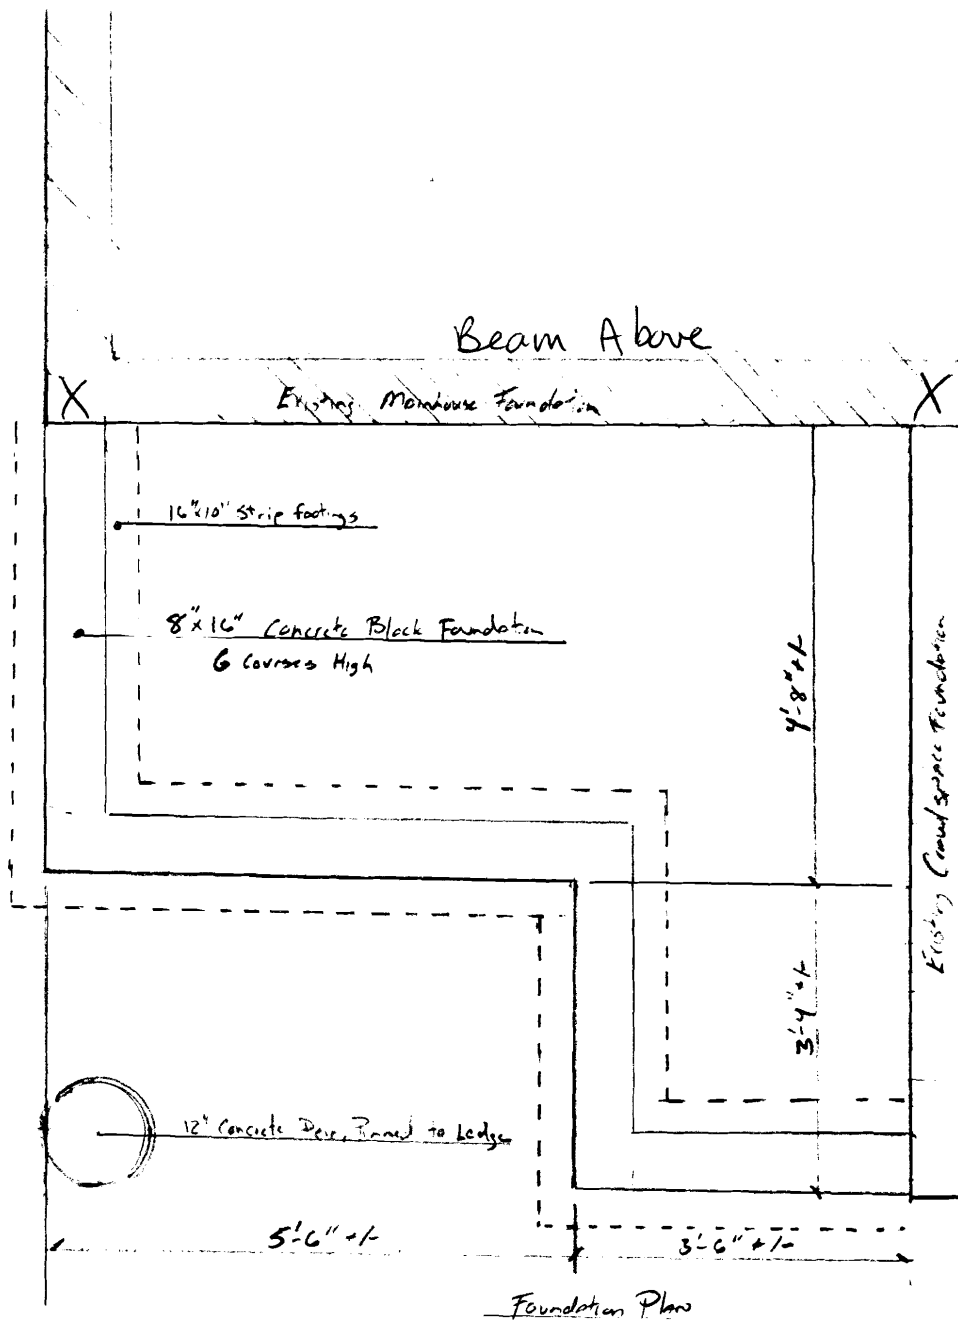 Beam Above
X
Existing Mainhouse Foundation
X
16"x10" Strip footings
8"x16" Concrete Block Foundation
6 Courses High
4'-8" +/-
Existing Crawlspace Foundation
3'-4" +/-
12" Concrete Pier, Pinned to Ledge
5'-6" +/-
3'-6" +/-
Foundation Plan